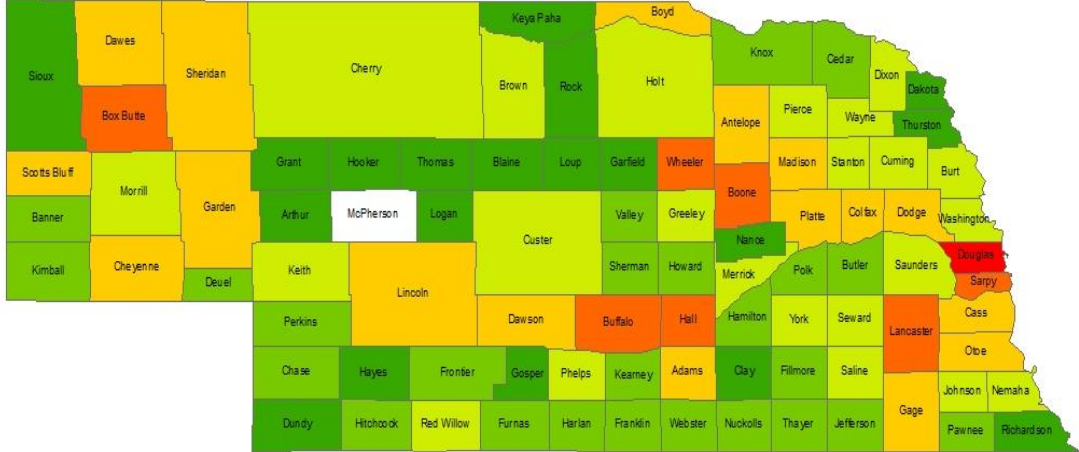 Keya Paha
Boyd
Dawes
Sheridan
Cherry
Knox
Cedar
Sioux
Brown
Rock
Holt
Dixon
Dakota
Box Butte
Antelope
Pierce
Wayne
Thurston
Scotts Bluff
Morrill
Garden
Grant
Hooker
Thomas
Blaine
Loup
Garfield
Wheeler
Madison
Stanton
Cuming
Burt
Boone
Banner
Arthur
McPherson
Logan
Custer
Valley
Greeley
Platte
Colfax
Dodge
Washington
Nance
Kimball
Cheyenne
Deuel
Keith
Lincoln
Sherman
Howard
Merrick
Polk
Butler
Saunders
Douglas
Sarpy
Perkins
Dawson
Buffalo
Hall
Hamilton
York
Seward
Lancaster
Cass
Otoe
Chase
Hayes
Frontier
Gosper
Phelps
Kearney
Adams
Clay
Fillmore
Saline
Gage
Johnson
Nemaha
Dundy
Hitchcock
Red Willow
Furnas
Harlan
Franklin
Webster
Nuckolls
Thayer
Jefferson
Pawnee
Richardson